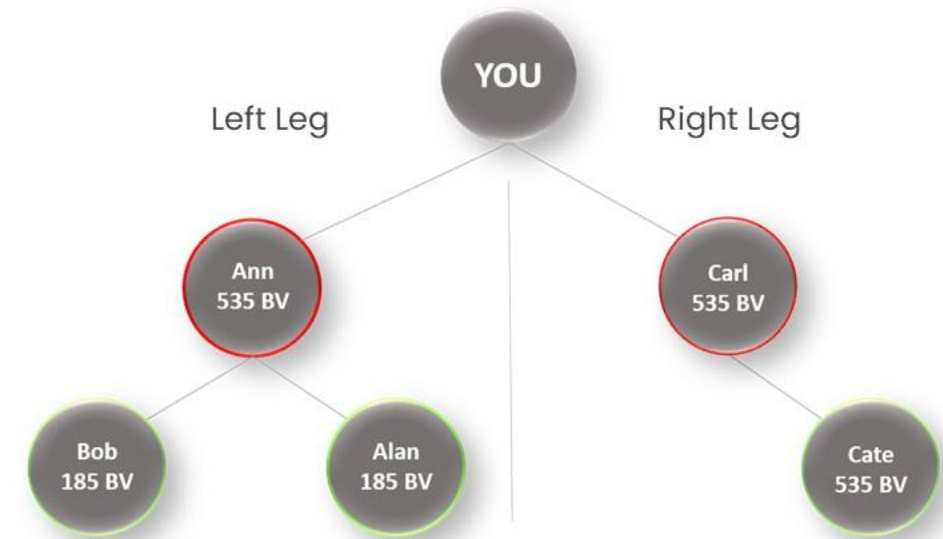 YOU
Left Leg
Right Leg
Ann
535 BV
Carl
535 BV
Bob
185 BV
Alan
185 BV
Cate
535 BV